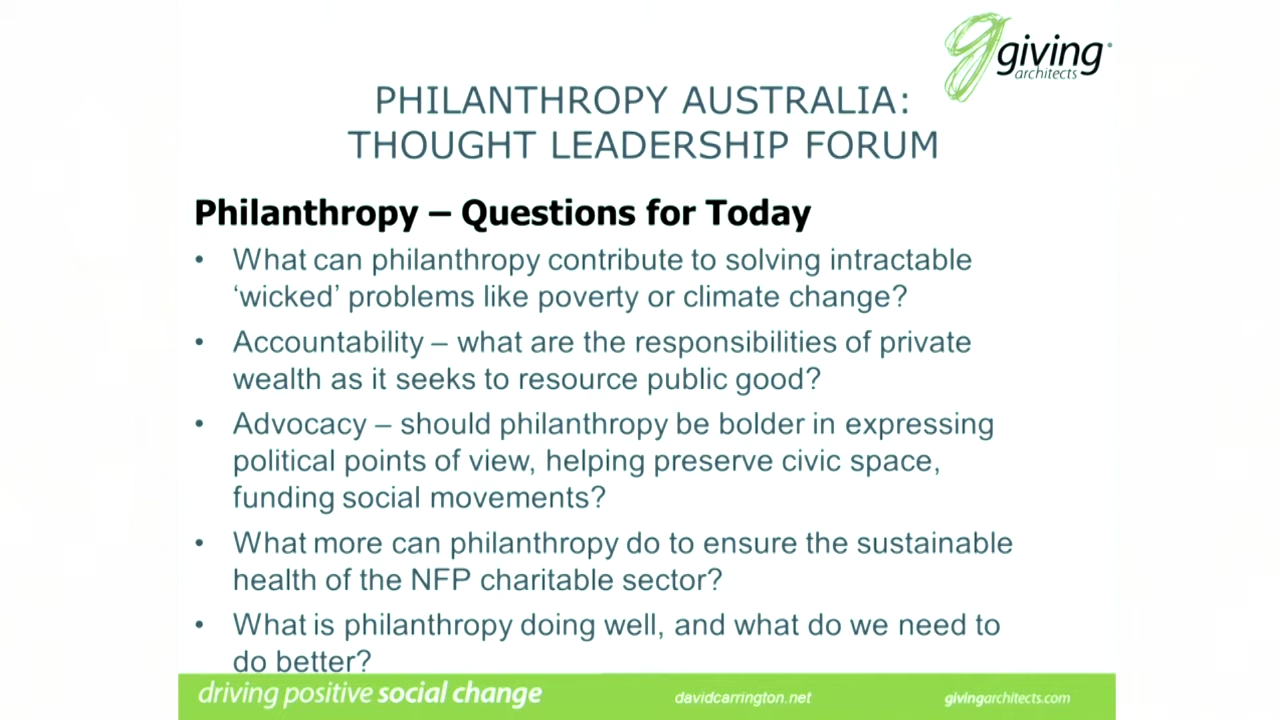 giving
architects
PHILANTHROPY AUSTRALIA:
THOUGHT LEADERSHIP FORUM
Philanthropy – Questions for Today
• What can philanthropy contribute to solving intractable
‘wicked’ problems like poverty or climate change?
• Accountability – what are the responsibilities of private
wealth as it seeks to resource public good?
• Advocacy – should philanthropy be bolder in expressing
political points of view, helping preserve civic space,
funding social movements?
• What more can philanthropy do to ensure the sustainable
health of the NFP charitable sector?
• What is philanthropy doing well, and what do we need to
do better?
driving positive social change davidcarrington.net givingarchitects.com